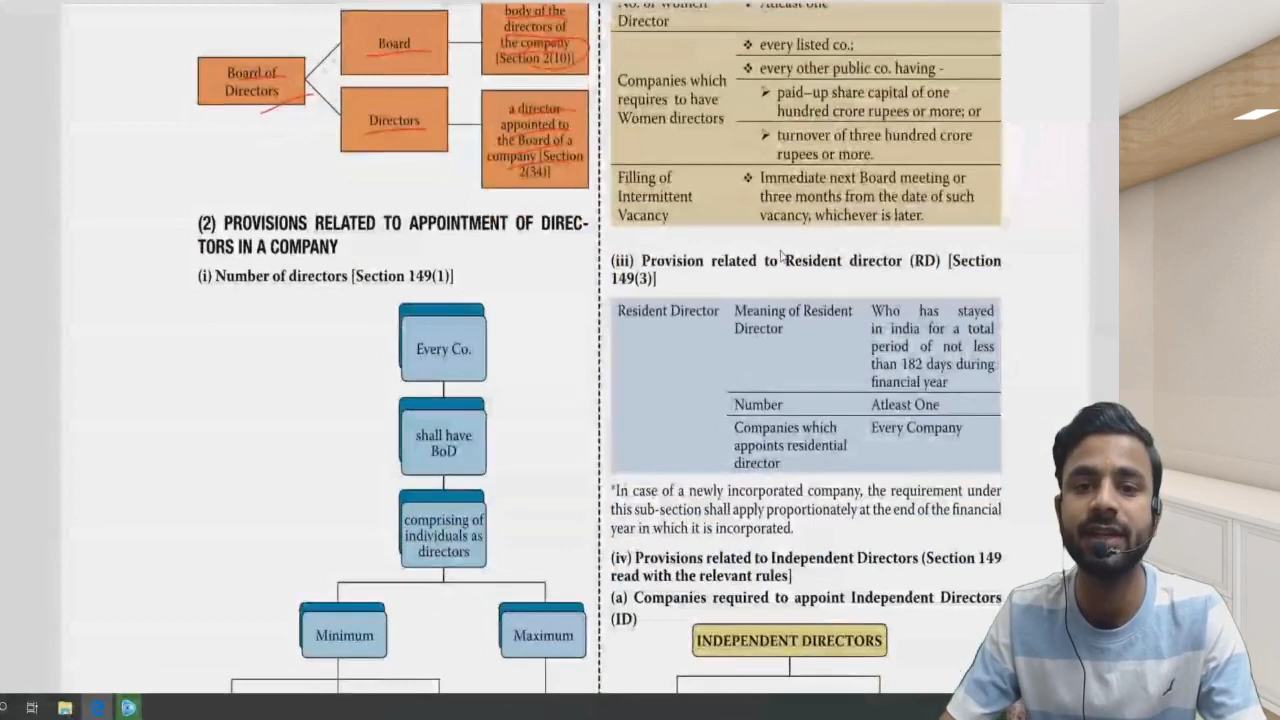 Board of
Directors
Board
Directors
body of the
directors of
the company
[Section 2(10)]
a director
appointed to
the Board of a
company [Section
2(34)]
(2) PROVISIONS RELATED TO APPOINTMENT OF DIREC-
TORS IN A COMPANY
(i) Number of directors [Section 149(1)]
Every Co.
shall have
BoD
comprising of
individuals as
directors
Minimum
Maximum
No. of Women
Director
Atleast one
Companies which
requires to have
Women directors
❖ every listed co.;
❖ every other public co. having -
➤ paid–up share capital of one
hundred crore rupees or more; or
➤ turnover of three hundred crore
rupees or more.
Filling of
Intermittent
Vacancy
❖ Immediate next Board meeting or
three months from the date of such
vacancy, whichever is later.
(iii) Provision related to Resident director (RD) [Section
149(3)]
Resident Director
Meaning of Resident
Director
Who has stayed
in india for a total
period of not less
than 182 days during
financial year
Number
Atleast One
Companies which
appoints residential
director
Every Company
*In case of a newly incorporated company, the requirement under
this sub-section shall apply proportionately at the end of the financial
year in which it is incorporated.
(iv) Provisions related to Independent Directors (Section 149
read with the relevant rules]
(a) Companies required to appoint Independent Directors
(ID)
INDEPENDENT DIRECTORS